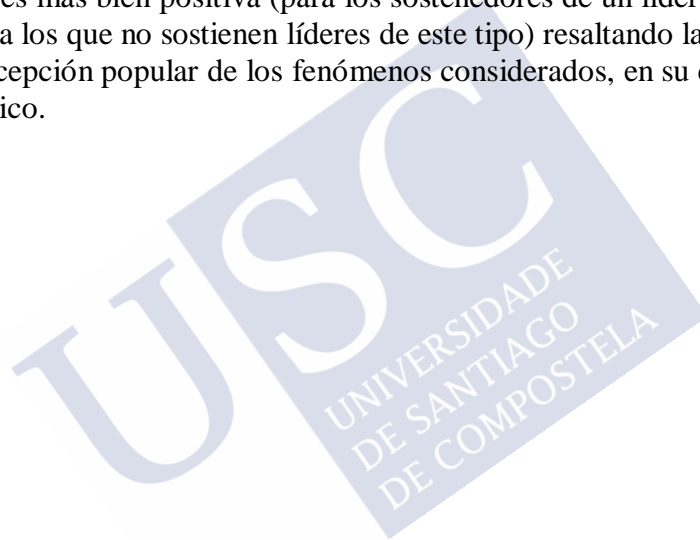 es más bien positiva (para los sostenedores de un líder
a los que no sostienen líderes de este tipo) resaltando la
cepción popular de los fenómenos considerados, en su
ico.
USC
UNIVERSIDADE
DE SANTIAGO
DE COMPOSTELA